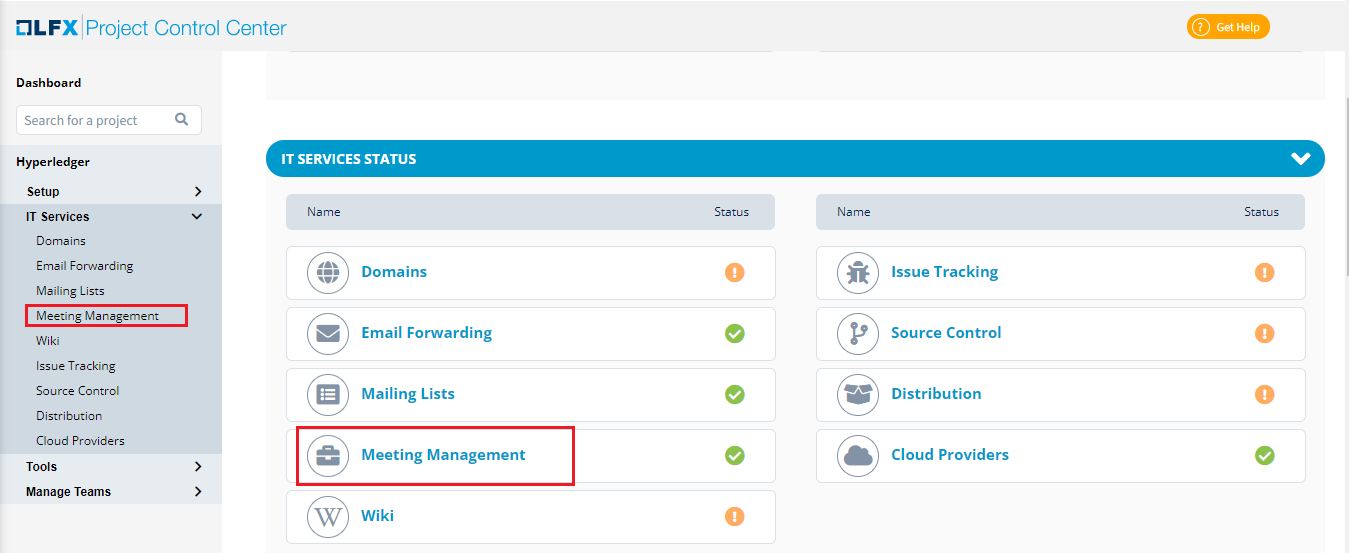 LFX Project Control Center
? Get Help
Dashboard
Search for a project
Hyperledger
Setup
IT Services
Domains
Email Forwarding
Mailing Lists
Meeting Management
Wiki
Issue Tracking
Source Control
Distribution
Cloud Providers
Tools
Manage Teams
IT SERVICES STATUS
Name Status
Domains !
Email Forwarding
Mailing Lists
Meeting Management
W Wiki !
Name Status
Issue Tracking !
Source Control !
Distribution !
Cloud Providers